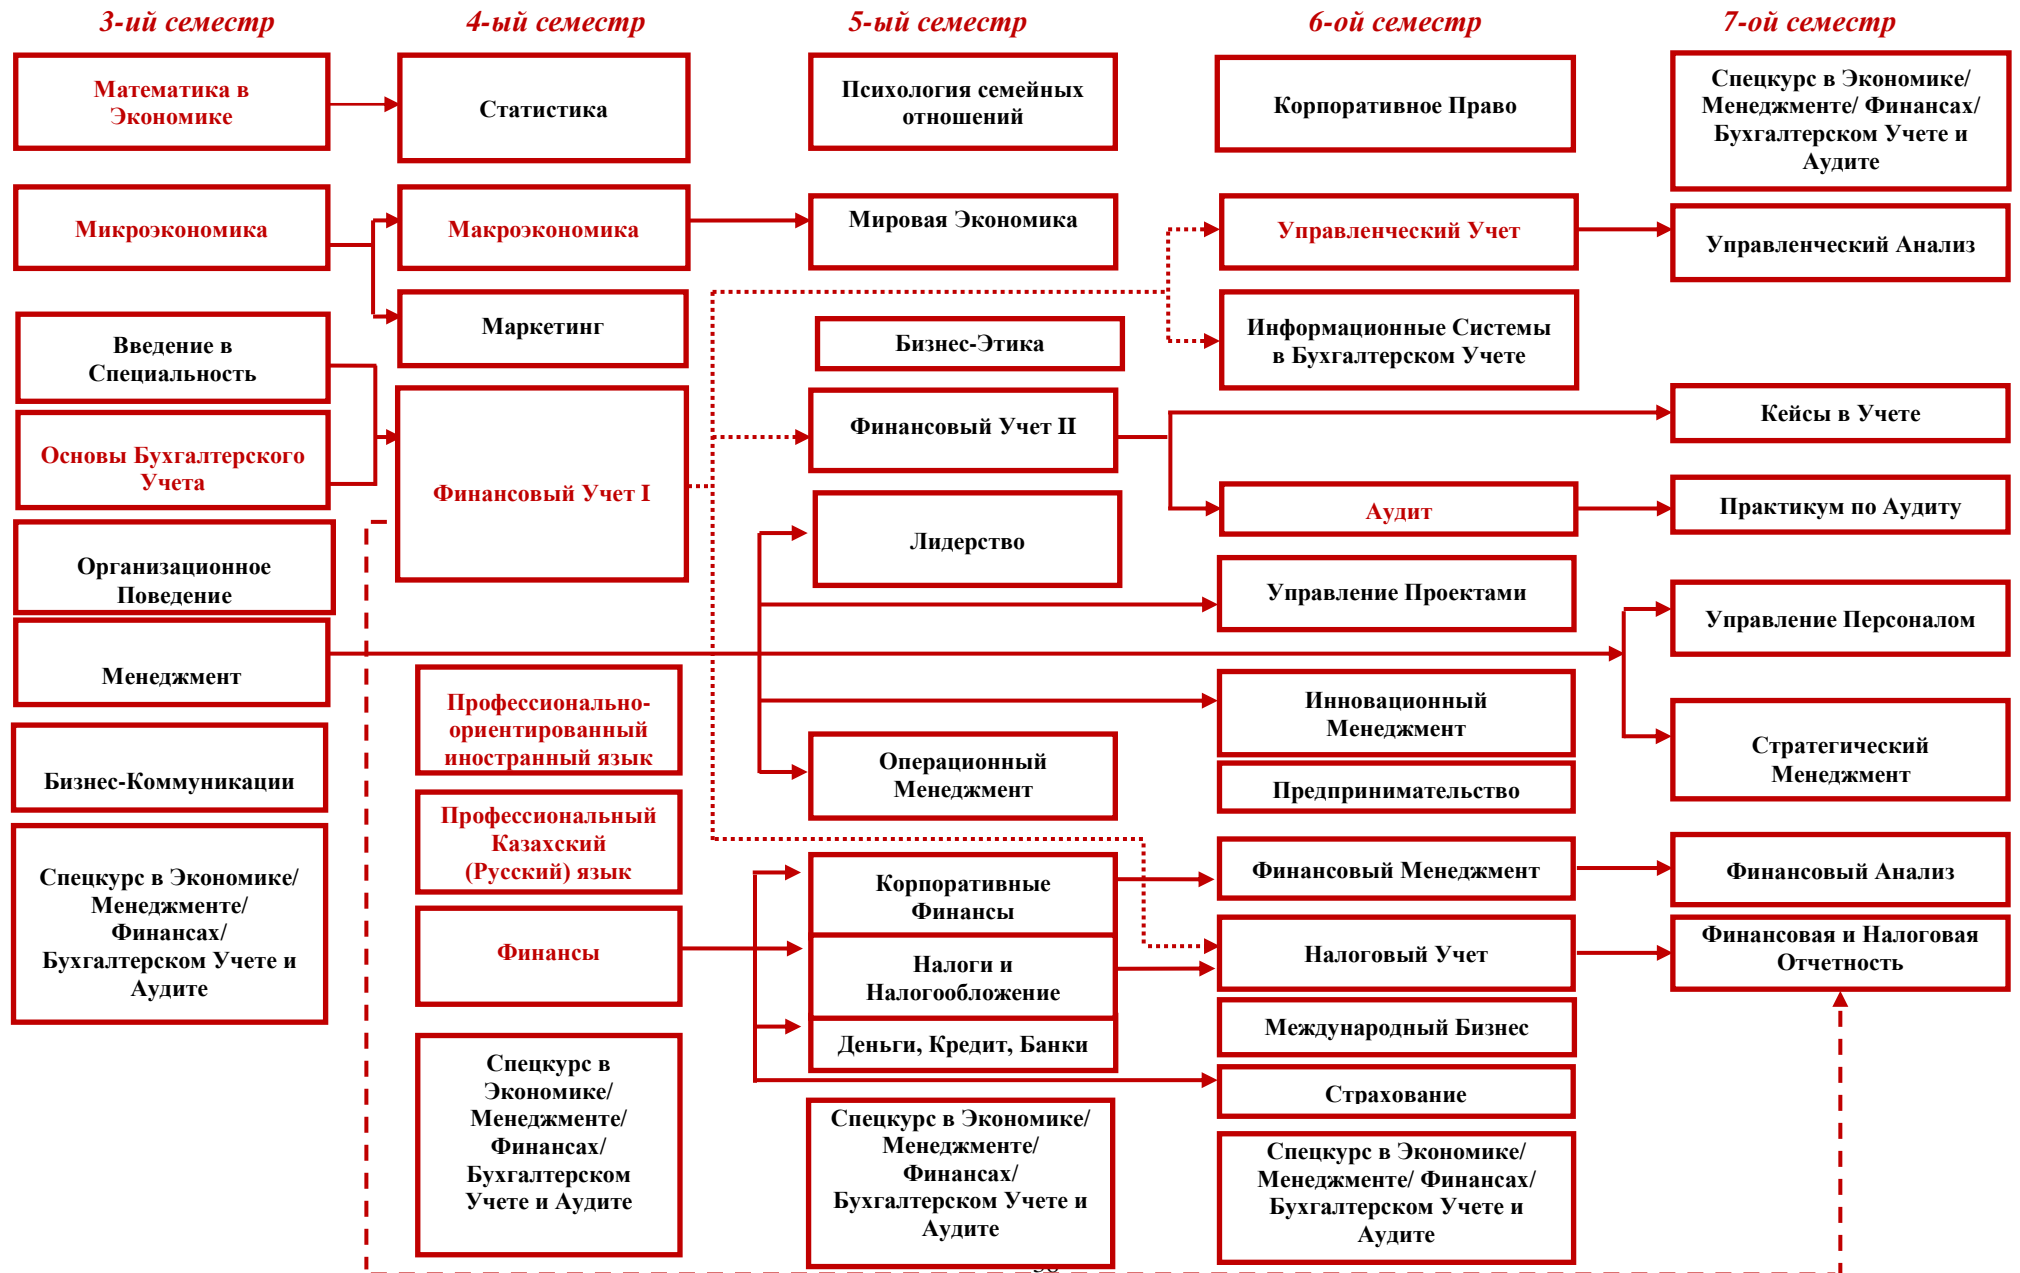 3-ий семестр
4-ый семестр
5-ый семестр
6-ой семестр
7-ой семестр
Математика в
Экономике
Микроэкономика
Введение в
Специальность
Основы Бухгалтерского
Учета
Организационное
Поведение
Менеджмент
Бизнес-Коммуникации
Спецкурс в Экономике/
Менеджменте/
Финансах/
Бухгалтерском Учете и
Аудите
Статистика
Макроэкономика
Маркетинг
Финансовый Учет I
Профессионально-
ориентированный
иностранный язык
Профессиональный
Казахский
(Русский) язык
Финансы
Спецкурс в
Экономике/
Менеджменте/
Финансах/
Бухгалтерском
Учете и Аудите
Психология семейных
отношений
Мировая Экономика
Бизнес-Этика
Финансовый Учет II
Лидерство
Операционный
Менеджмент
Корпоративные
Финансы
Налоги и
Налогообложение
Деньги, Кредит, Банки
Спецкурс в Экономике/
Менеджменте/
Финансах/
Бухгалтерском Учете и
Аудите
Корпоративное Право
Управленческий Учет
Информационные Системы
в Бухгалтерском Учете
Аудит
Управление Проектами
Инновационный
Менеджмент
Предпринимательство
Финансовый Менеджмент
Налоговый Учет
Международный Бизнес
Страхование
Спецкурс в Экономике/
Менеджменте/ Финансах/
Бухгалтерском Учете и
Аудите
Спецкурс в Экономике/
Менеджменте/ Финансах/
Бухгалтерском Учете и
Аудите
Управленческий Анализ
Кейсы в Учете
Практикум по Аудиту
Управление Персоналом
Стратегический
Менеджмент
Финансовый Анализ
Финансовая и Налоговая
Отчетность